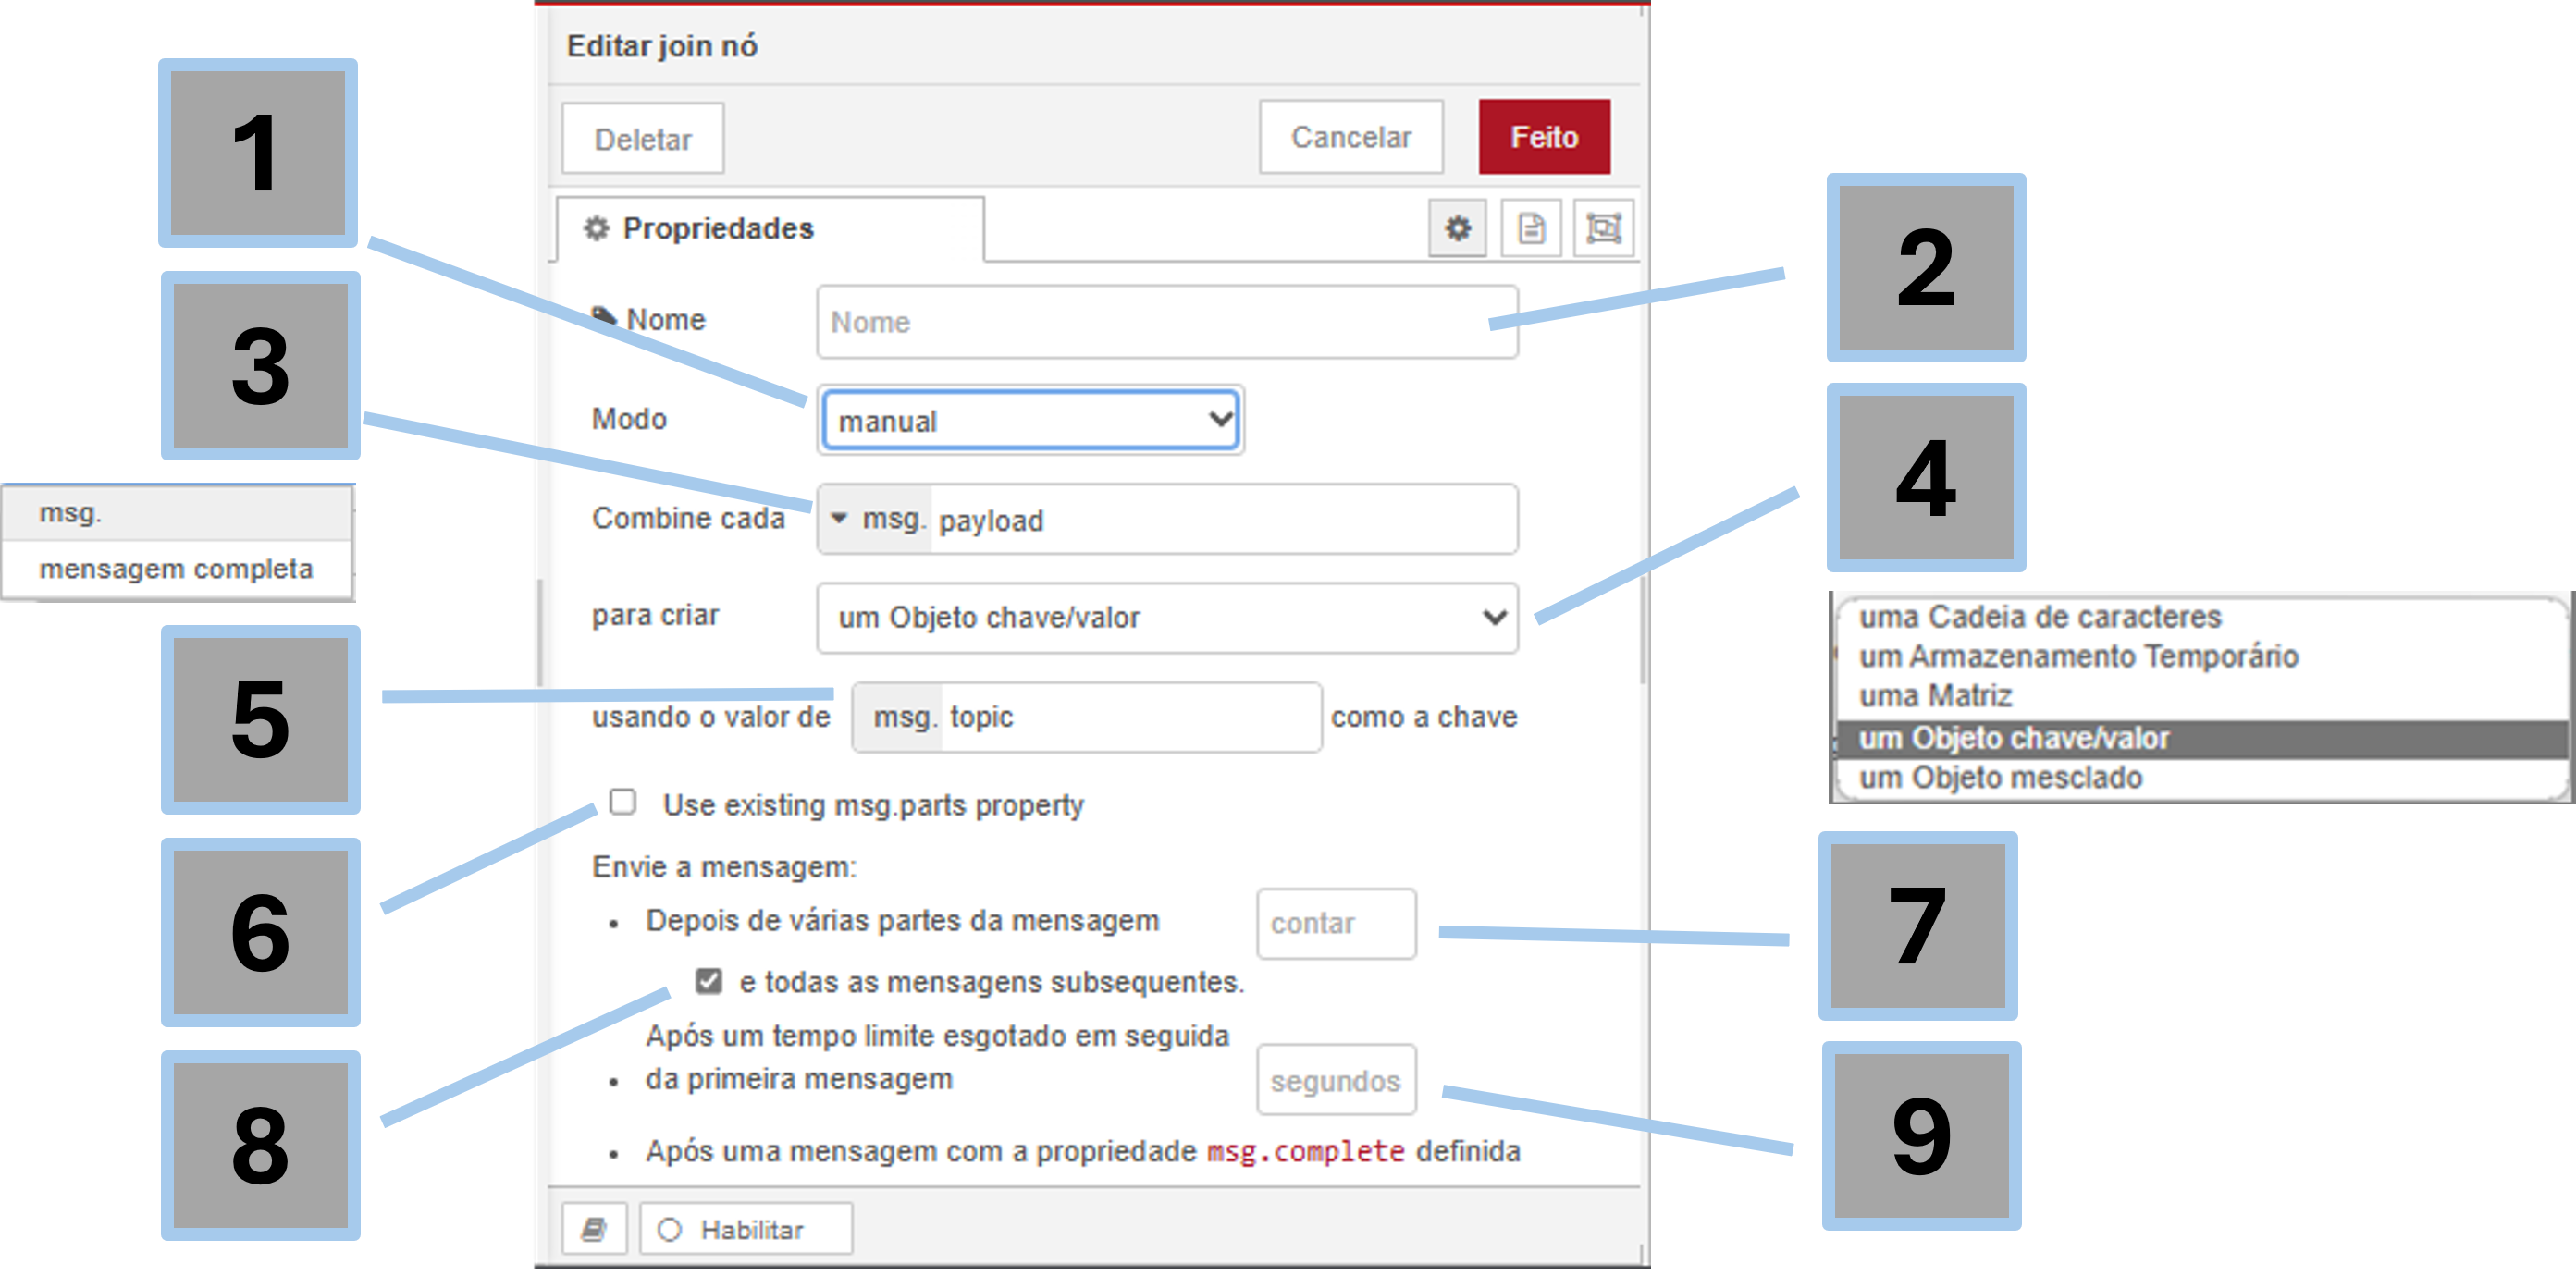 Editar join nó
Deletar
Cancelar
Feito
1
Propriedades
2
Nome
Nome
3
Modo
manual
4
msg.
mensagem completa
Combine cada
msg. payload
para criar
um Objeto chave/valor
uma Cadeia de caracteres
um Armazenamento Temporário
uma Matriz
um Objeto chave/valor
um Objeto mesclado
5
usando o valor de
msg. topic
como a chave
Use existing msg.parts property
6
Envie a mensagem:
• Depois de várias partes da mensagem
contar
7
e todas as mensagens subsequentes.
8
Após um tempo limite esgotado em seguida
• da primeira mensagem
segundos
9
• Após uma mensagem com a propriedade msg.complete definida
Habilitar